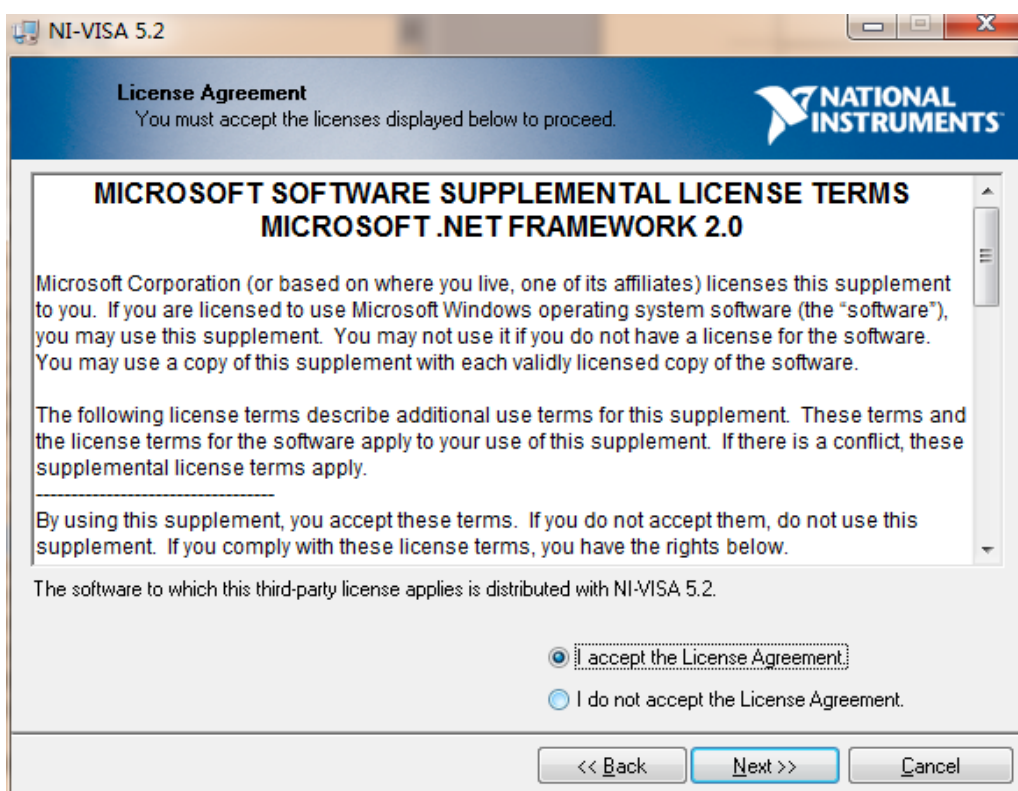 NI-VISA 5.2
License Agreement
You must accept the licenses displayed below to proceed.
NATIONAL
INSTRUMENTS
MICROSOFT SOFTWARE SUPPLEMENTAL LICENSE TERMS
MICROSOFT .NET FRAMEWORK 2.0
Microsoft Corporation (or based on where you live, one of its affiliates) licenses this supplement
to you.  If you are licensed to use Microsoft Windows operating system software (the “software”),
you may use this supplement.  You may not use it if you do not have a license for the software.
You may use a copy of this supplement with each validly licensed copy of the software.
The following license terms describe additional use terms for this supplement.  These terms and
the license terms for the software apply to your use of this supplement.  If there is a conflict, these
supplemental license terms apply.
----------------------------------
By using this supplement, you accept these terms.  If you do not accept them, do not use this
supplement.  If you comply with these license terms, you have the rights below.
The software to which this third-party license applies is distributed with NI-VISA 5.2.
I accept the License Agreement.
I do not accept the License Agreement.
<< Back Next >> Cancel